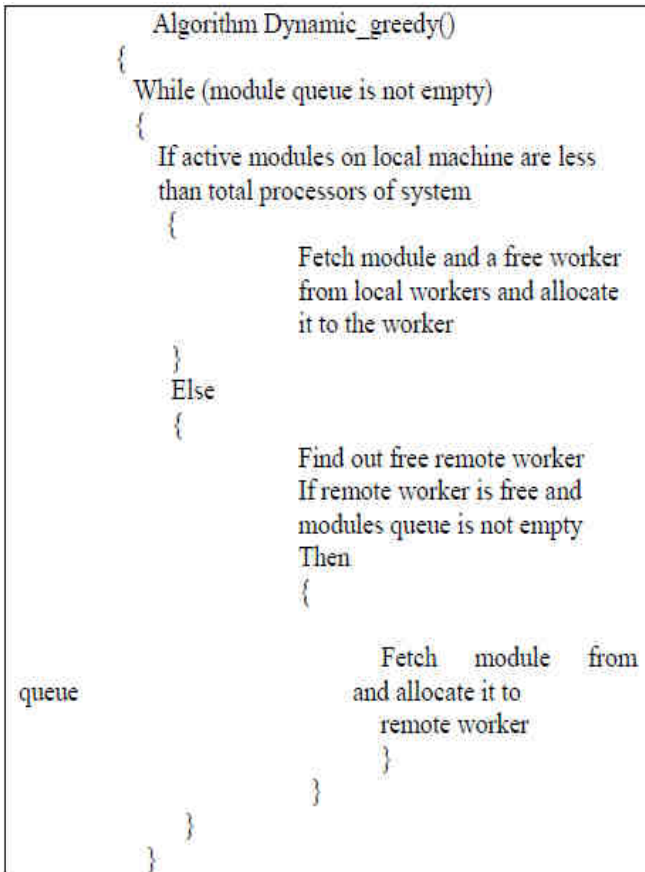 Algorithm Dynamic_greedy()
{
While (module queue is not empty)
{
If active modules on local machine are less
than total processors of system
{
Fetch module and a free worker
from local workers and allocate
it to the worker
}
Else
{
Find out free remote worker
If remote worker is free and
modules queue is not empty
Then
{
Fetch module from
queue and allocate it to
remote worker
}
}
}
}